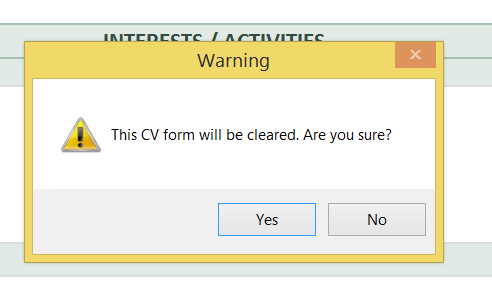 INTERESTS / ACTIVITIES
Warning
This CV form will be cleared. Are you sure?
Yes
No